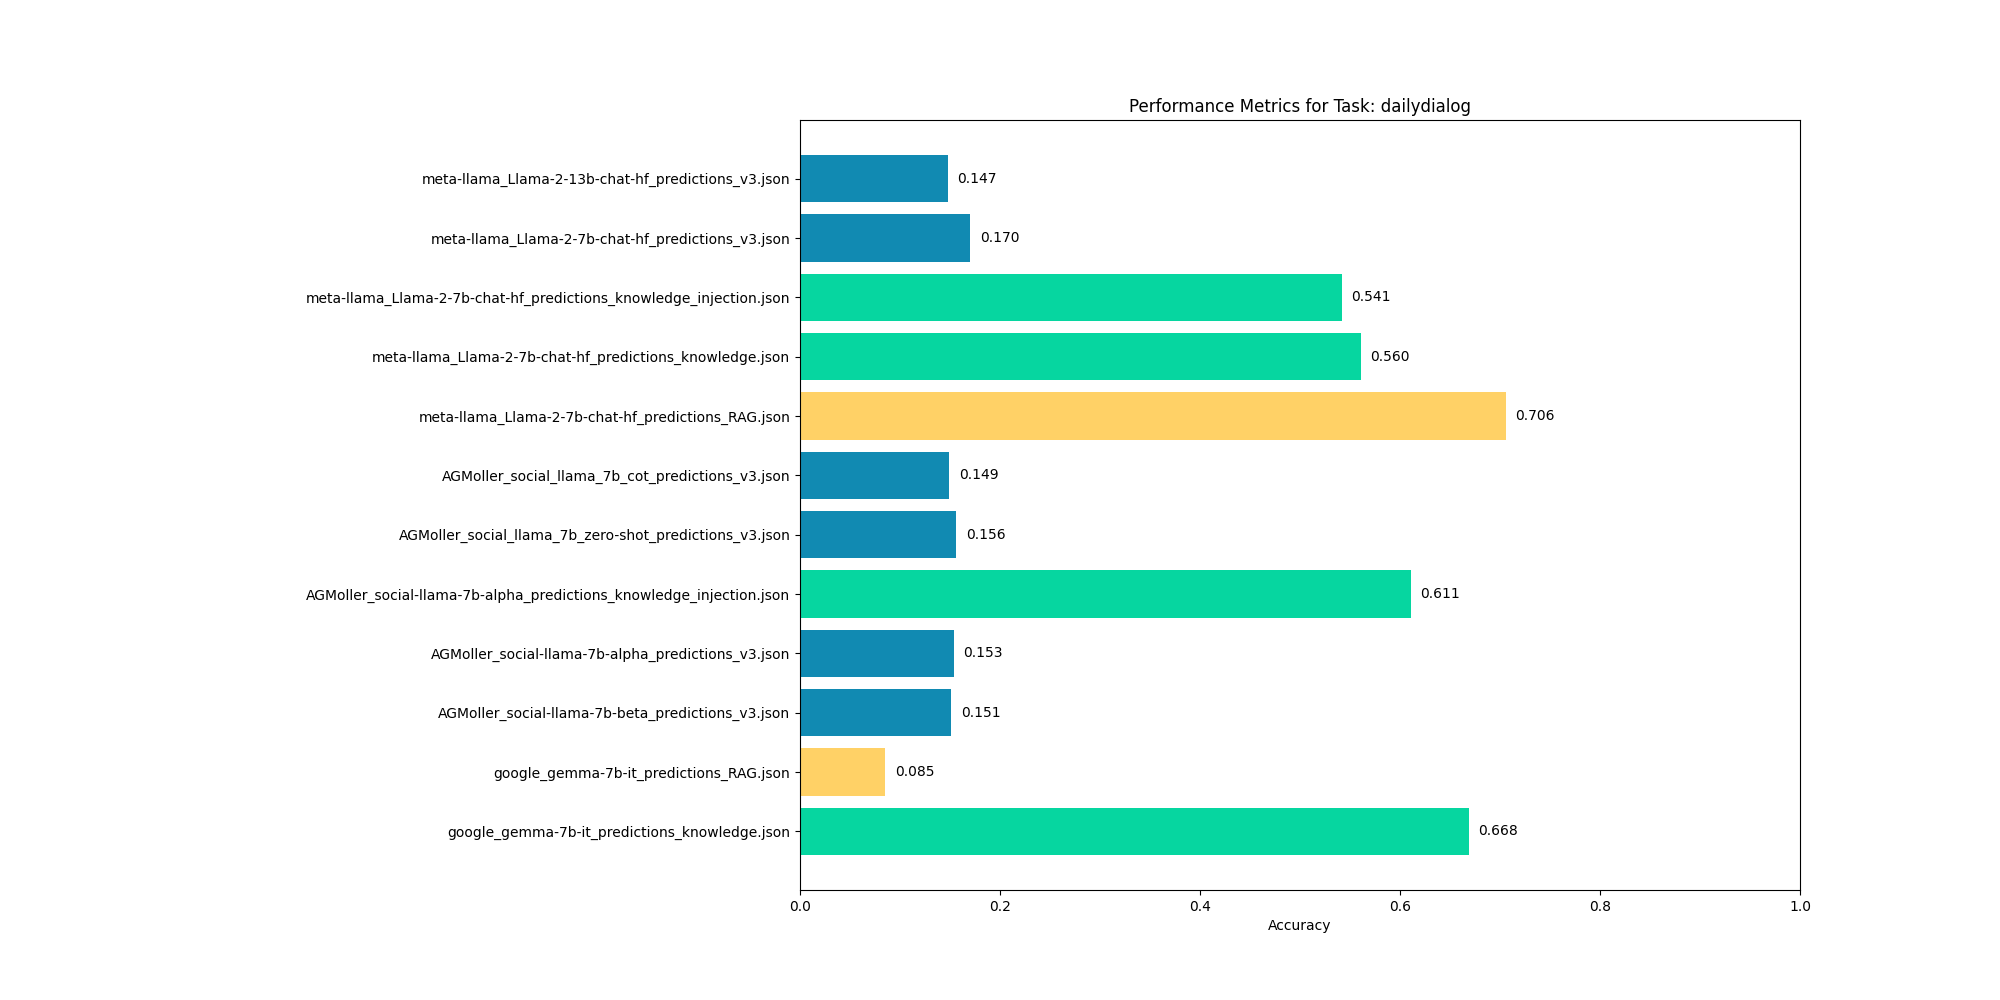 Performance Metrics for Task: dailydialog
meta-llama_Llama-2-13b-chat-hf_predictions_v3.json 0.147
meta-llama_Llama-2-7b-chat-hf_predictions_v3.json 0.170
meta-llama_Llama-2-7b-chat-hf_predictions_knowledge_injection.json 0.541
meta-llama_Llama-2-7b-chat-hf_predictions_knowledge.json 0.560
meta-llama_Llama-2-7b-chat-hf_predictions_RAG.json 0.706
AGMoller_social_llama_7b_cot_predictions_v3.json 0.149
AGMoller_social_llama_7b_zero-shot_predictions_v3.json 0.156
AGMoller_social-llama-7b-alpha_predictions_knowledge_injection.json 0.611
AGMoller_social-llama-7b-alpha_predictions_v3.json 0.153
AGMoller_social-llama-7b-beta_predictions_v3.json 0.151
google_gemma-7b-it_predictions_RAG.json 0.085
google_gemma-7b-it_predictions_knowledge.json 0.668
0.0 0.2 0.4 0.6 0.8 1.0
Accuracy